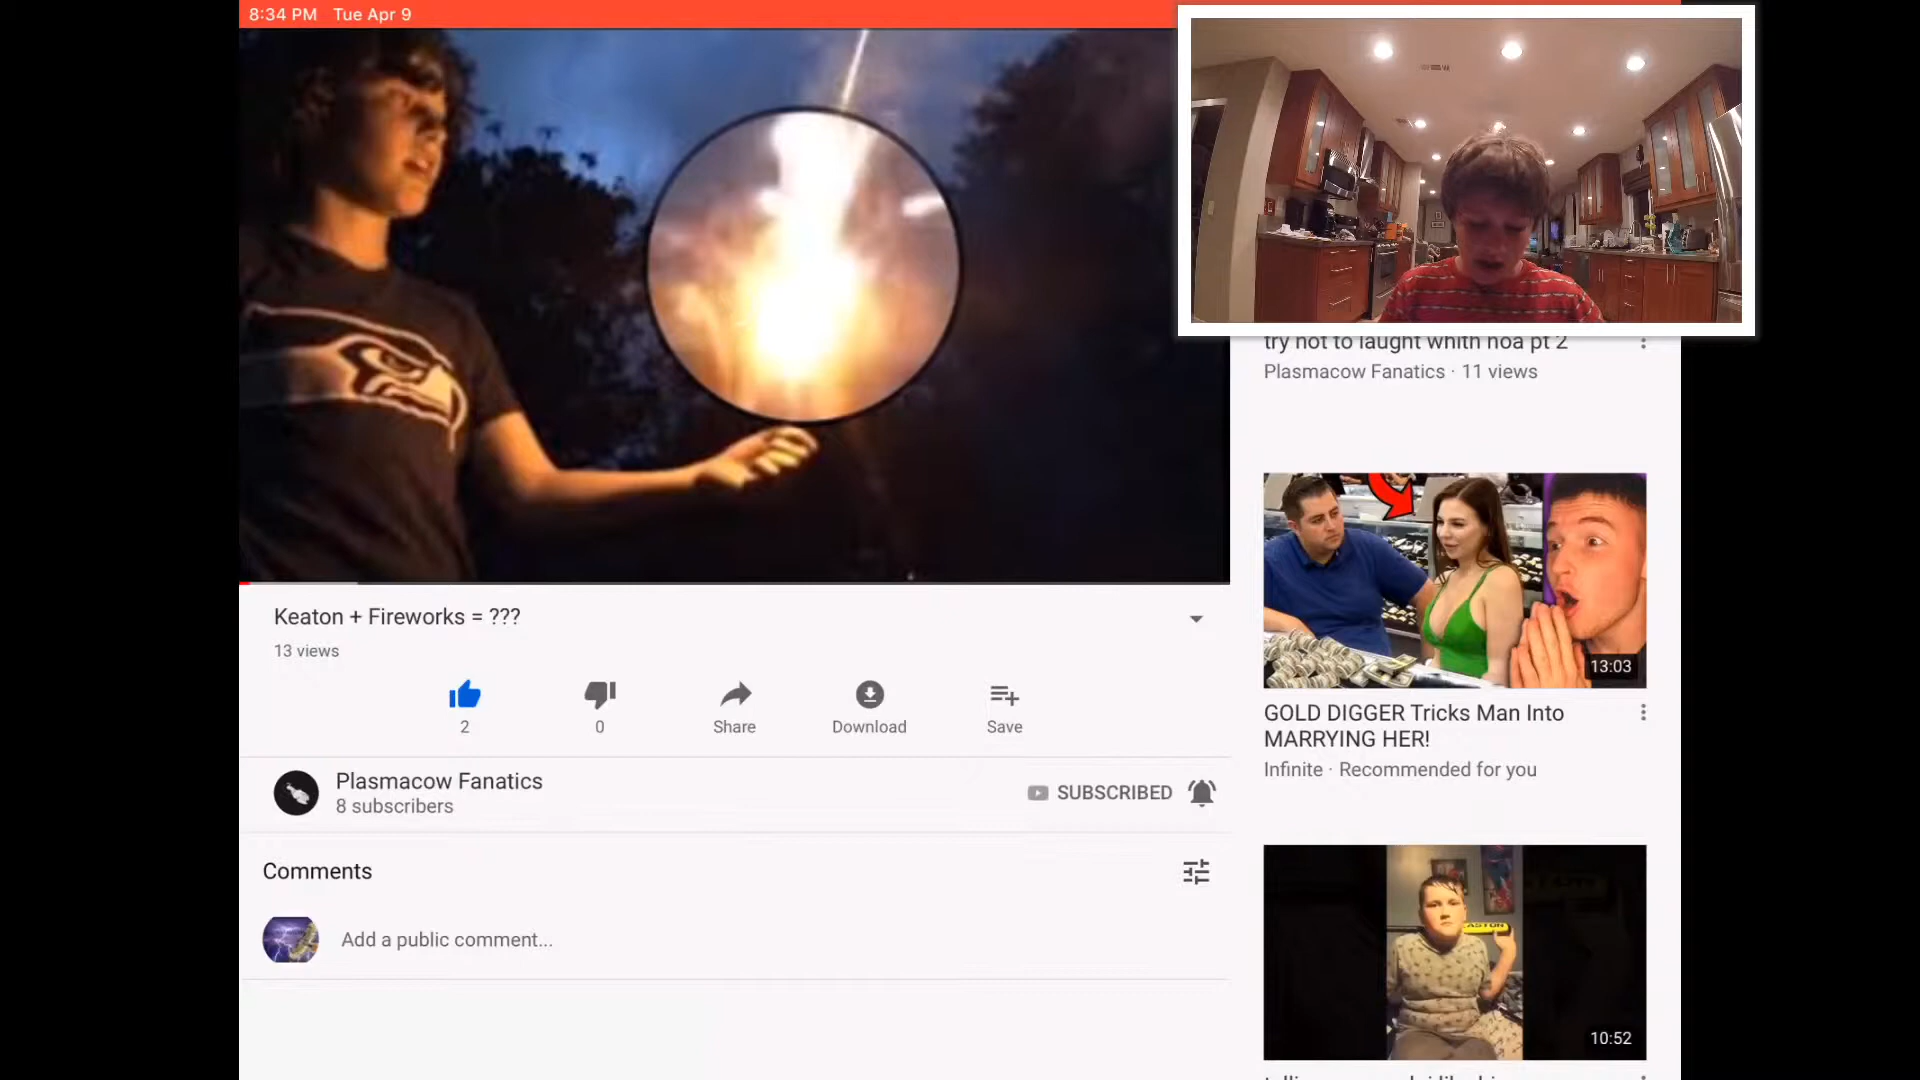 8:34 PM Tue Apr 9
try not to laught whith noa pt 2
Plasmacow Fanatics · 11 views
Keaton + Fireworks = ???
13 views
2
0
Share
Download
Save
Plasmacow Fanatics
8 subscribers
SUBSCRIBED
Comments
Add a public comment...
13:03
GOLD DIGGER Tricks Man Into
MARRYING HER!
Infinite · Recommended for you
EASTON
10:52